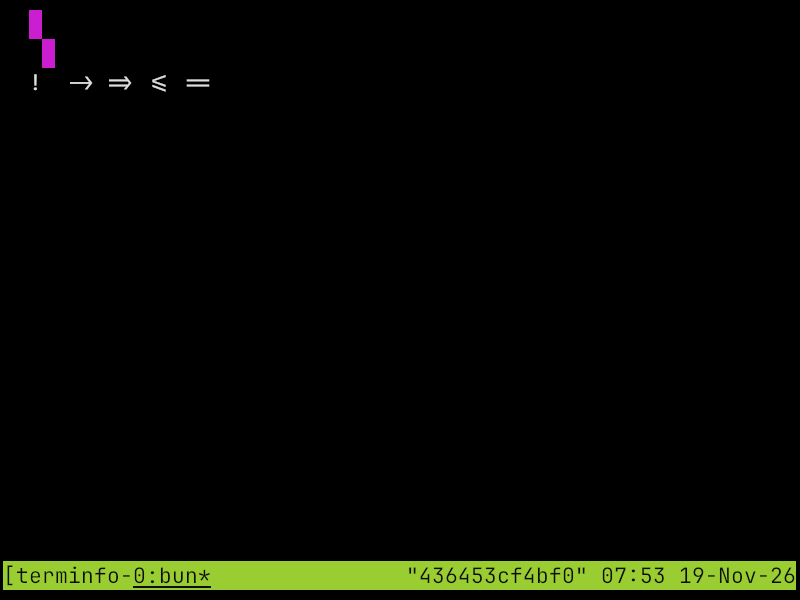 ! -> => <= ==
[terminfo-0:bun* "436453cf4bf0" 07:53 19-Nov-26